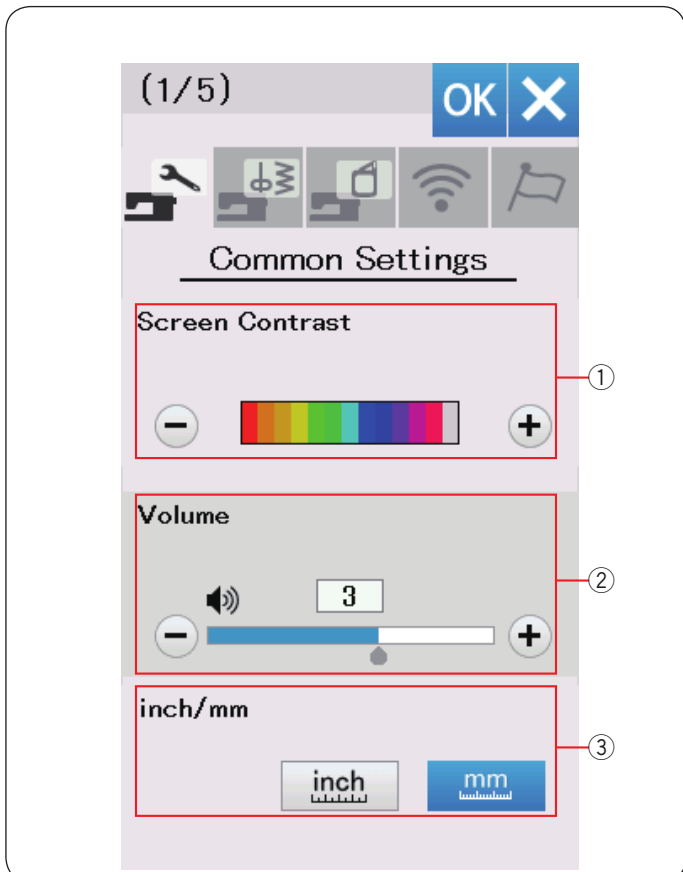 (1/5) OK
Common Settings
Screen Contrast
①
Volume
②
3
inch/mm
③
inch mm